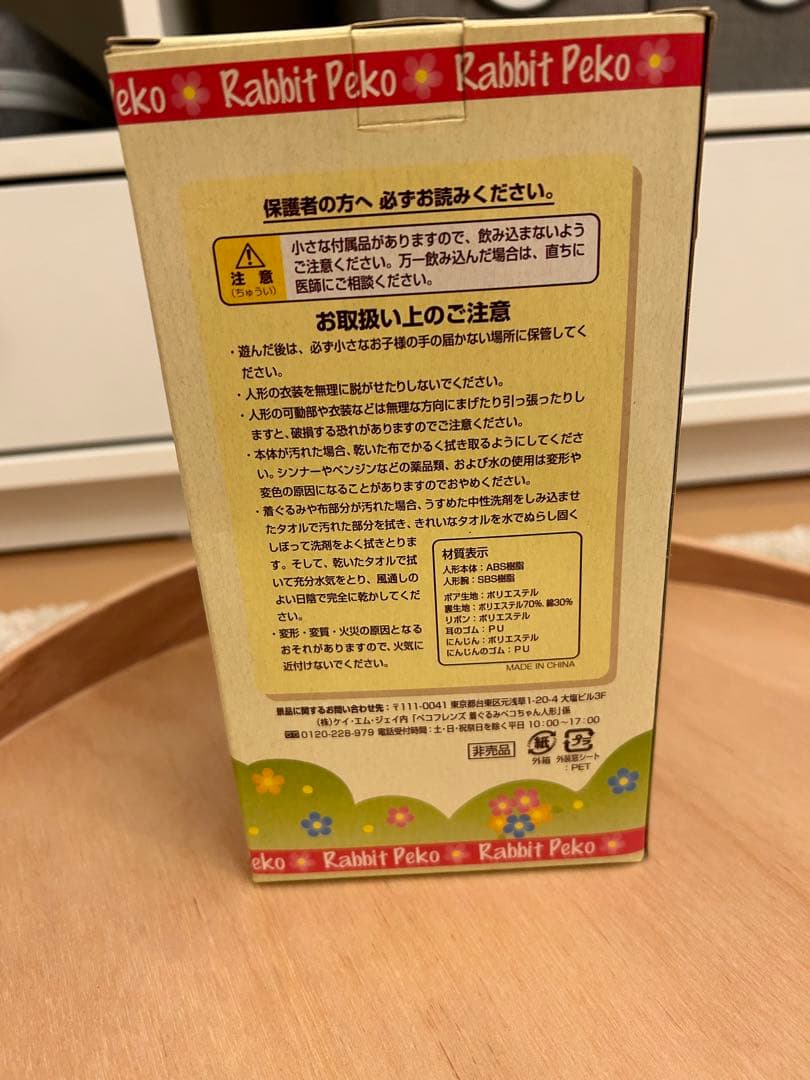 eko Rabbit Peko Rabbit Peko
保護者の方へ 必ずお読みください。
注意
(ちゅうい)
小さな付属品がありますので、飲み込まないよう
ご注意ください。万一飲み込んだ場合は、直ちに
医師にご相談ください。
お取扱い上のご注意
・遊んだ後は、必ず小さなお子様の手の届かない場所に保管してく
ださい。
・人形の衣装を無理に脱がせたりしないでください。
・人形の可動部や衣装などは無理な方向にまげたり引っ張ったりし
ますと、破損する恐れがありますのでご注意ください。
・本体が汚れた場合、乾いた布でかるく拭き取るようにしてくださ
い。シンナーやベンジンなどの薬品類、および水の使用は変形や
変色の原因になることがありますのでおやめください。
・着ぐるみや布部分が汚れた場合、うすめた中性洗剤をしみ込ませ
たタオルで汚れた部分を拭き、きれいなタオルを水でぬらし固く
しぼって洗剤をよく拭きとりま
す。そして、乾いたタオルで拭
いて充分水気をとり、風通しの
よい日陰で完全に乾かしてくだ
さい。
・変形・変質・火災の原因となる
おそれがありますので、火気に
近付けないでください。
材質表示
人形本体：ABS樹脂
人形腕：SBS樹脂
ボア生地：ポリエステル
裏生地：ポリエステル70%、綿30%
リボン：ポリエステル
耳のゴム：PU
にんじん：ポリエステル
にんじんのゴム：PU
MADE IN CHINA
景品に関するお問い合わせ先：〒111-0041 東京都台東区元浅草1-20-4 大塩ビル3F
(株)ケイ・エム・ジェイ内「ペコフレンズ 着ぐるみペコちゃん人形」係
0120-228-979 電話受付時間：土・日・祝祭日を除く平日 10:00～17:00
非売品
紙
外箱
プラ
外装窓シート
：PET
eko Rabbit Peko Rabbit Peko